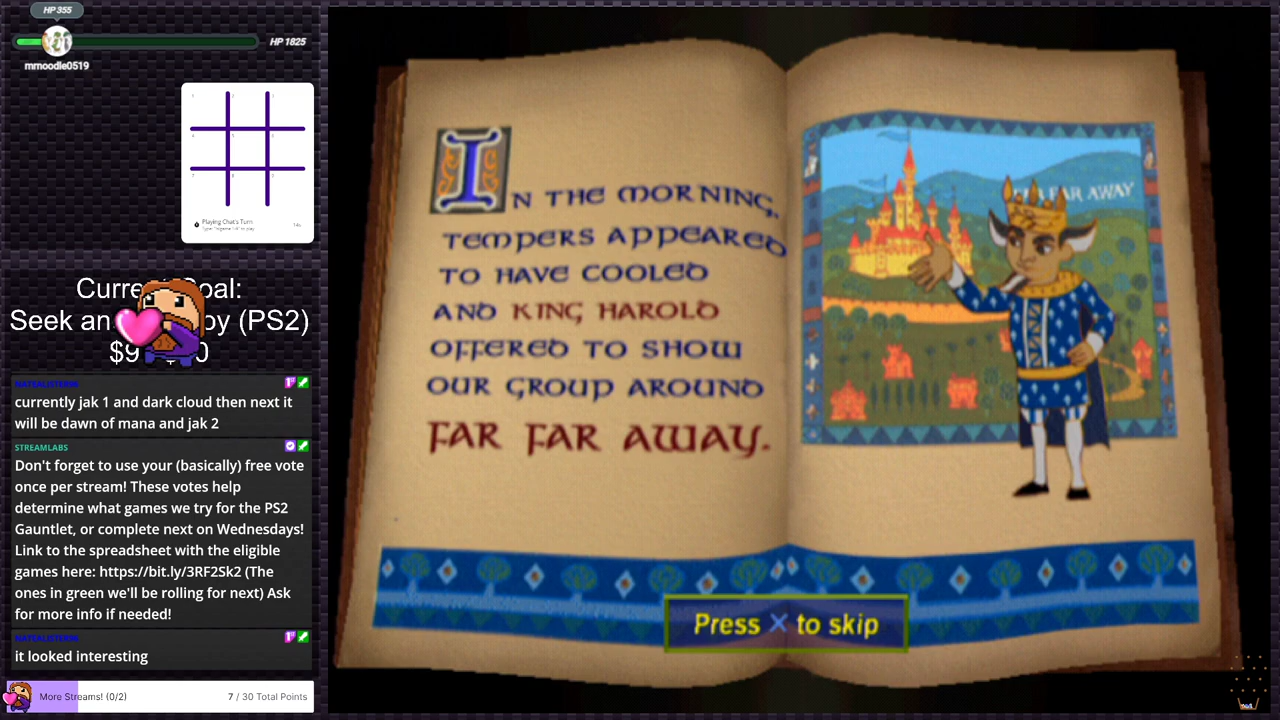 HP 355
HP 1825
mmoodle0519
Playing Chat's Turn
14s
Seek an
(PS2)
currently jak 1 and dark cloud then next it
will be dawn of mana and jak 2
STREAMLABS
Don't forget to use your (basically) free vote
once per stream! These votes help
determine what games we try for the PS2
Gauntlet, or complete next on Wednesdays!
Link to the spreadsheet with the eligible
games here: https://bit.ly/3RF2Sk2 (The
ones in green we'll be rolling for next) Ask
for more info if needed!
it looked interesting
More Streams! (0/2)
7 / 30 Total Points
IN THE MORNING,
TEMPERS APPEARED
TO HAVE COOLED
AND KING HAROLD
OFFERED TO SHOW
OUR GROUP AROUND
FAR FAR AWAY.
FAR AWAY
Press X to skip